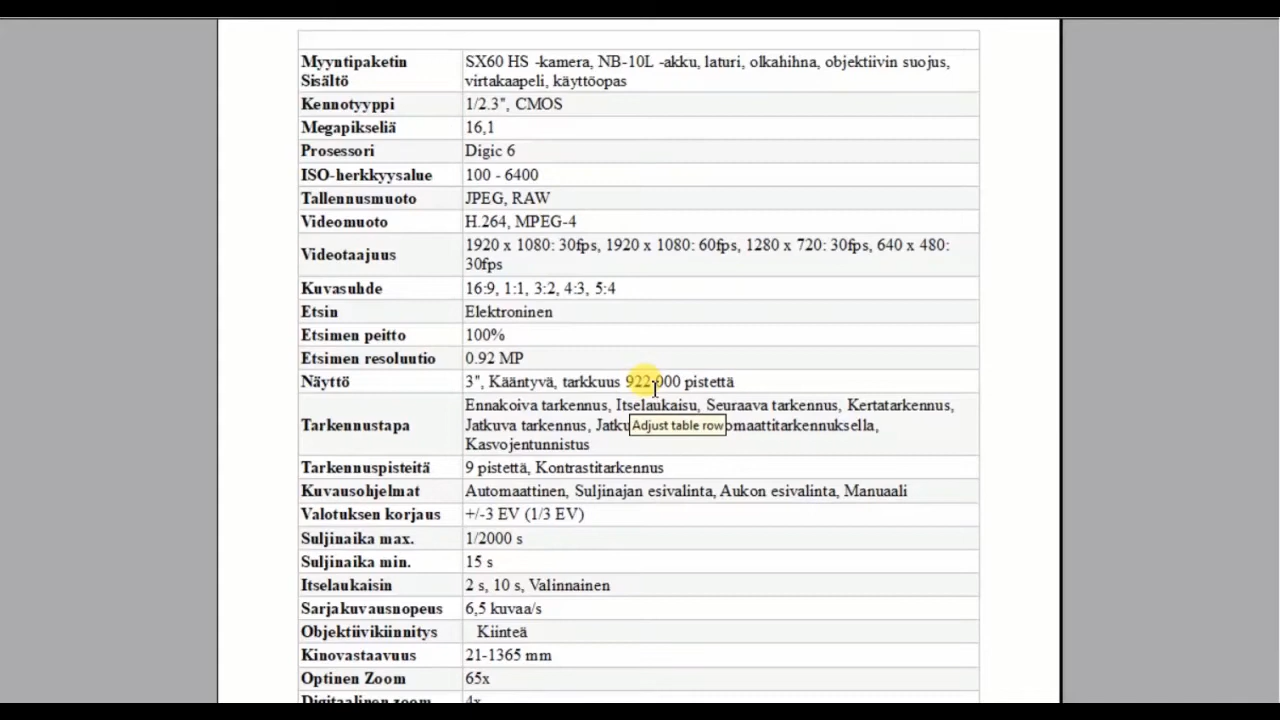 Myyntipaketin Sisältö SX60 HS -kamera, NB-10L -akku, laturi, olkahihna, objektiivin suojus,
virtakaapeli, käyttöopas
Kennotyyppi 1/2.3", CMOS
Megapikseliä 16,1
Prosessori Digic 6
ISO-herkkyysalue 100 - 6400
Tallennusmuoto JPEG, RAW
Videomuoto H.264, MPEG-4
Videotaajuus 1920 x 1080: 30fps, 1920 x 1080: 60fps, 1280 x 720: 30fps, 640 x 480:
30fps
Kuvasuhde 16:9, 1:1, 3:2, 4:3, 5:4
Etsin Elektroninen
Etsimen peitto 100%
Etsimen resoluutio 0.92 MP
Näyttö 3", Kääntyvä, tarkkuus 922 000 pistettä
Tarkennustapa Ennakoiva tarkennus, Itselaukaisu, Seuraava tarkennus, Kertatarkennus,
Jatkuva tarkennus, Adjust table row
Kasvojentunnistus
Tarkennuspisteitä 9 pistettä, Kontrastitarkennus
Kuvausohjelmat Automaattinen, Suljinajan esivalinta, Aukon esivalinta, Manuaali
Valotuksen korjaus +/-3 EV (1/3 EV)
Suljinaika max. 1/2000 s
Suljinaika min. 15 s
Itselaukaisin 2 s, 10 s, Valinnainen
Sarjakuvausnopeus 6,5 kuvaa/s
Objektiivikiinnitys Kiinteä
Kinovastaavuus 21-1365 mm
Optinen Zoom 65x
Digitaalinen zoom 4x